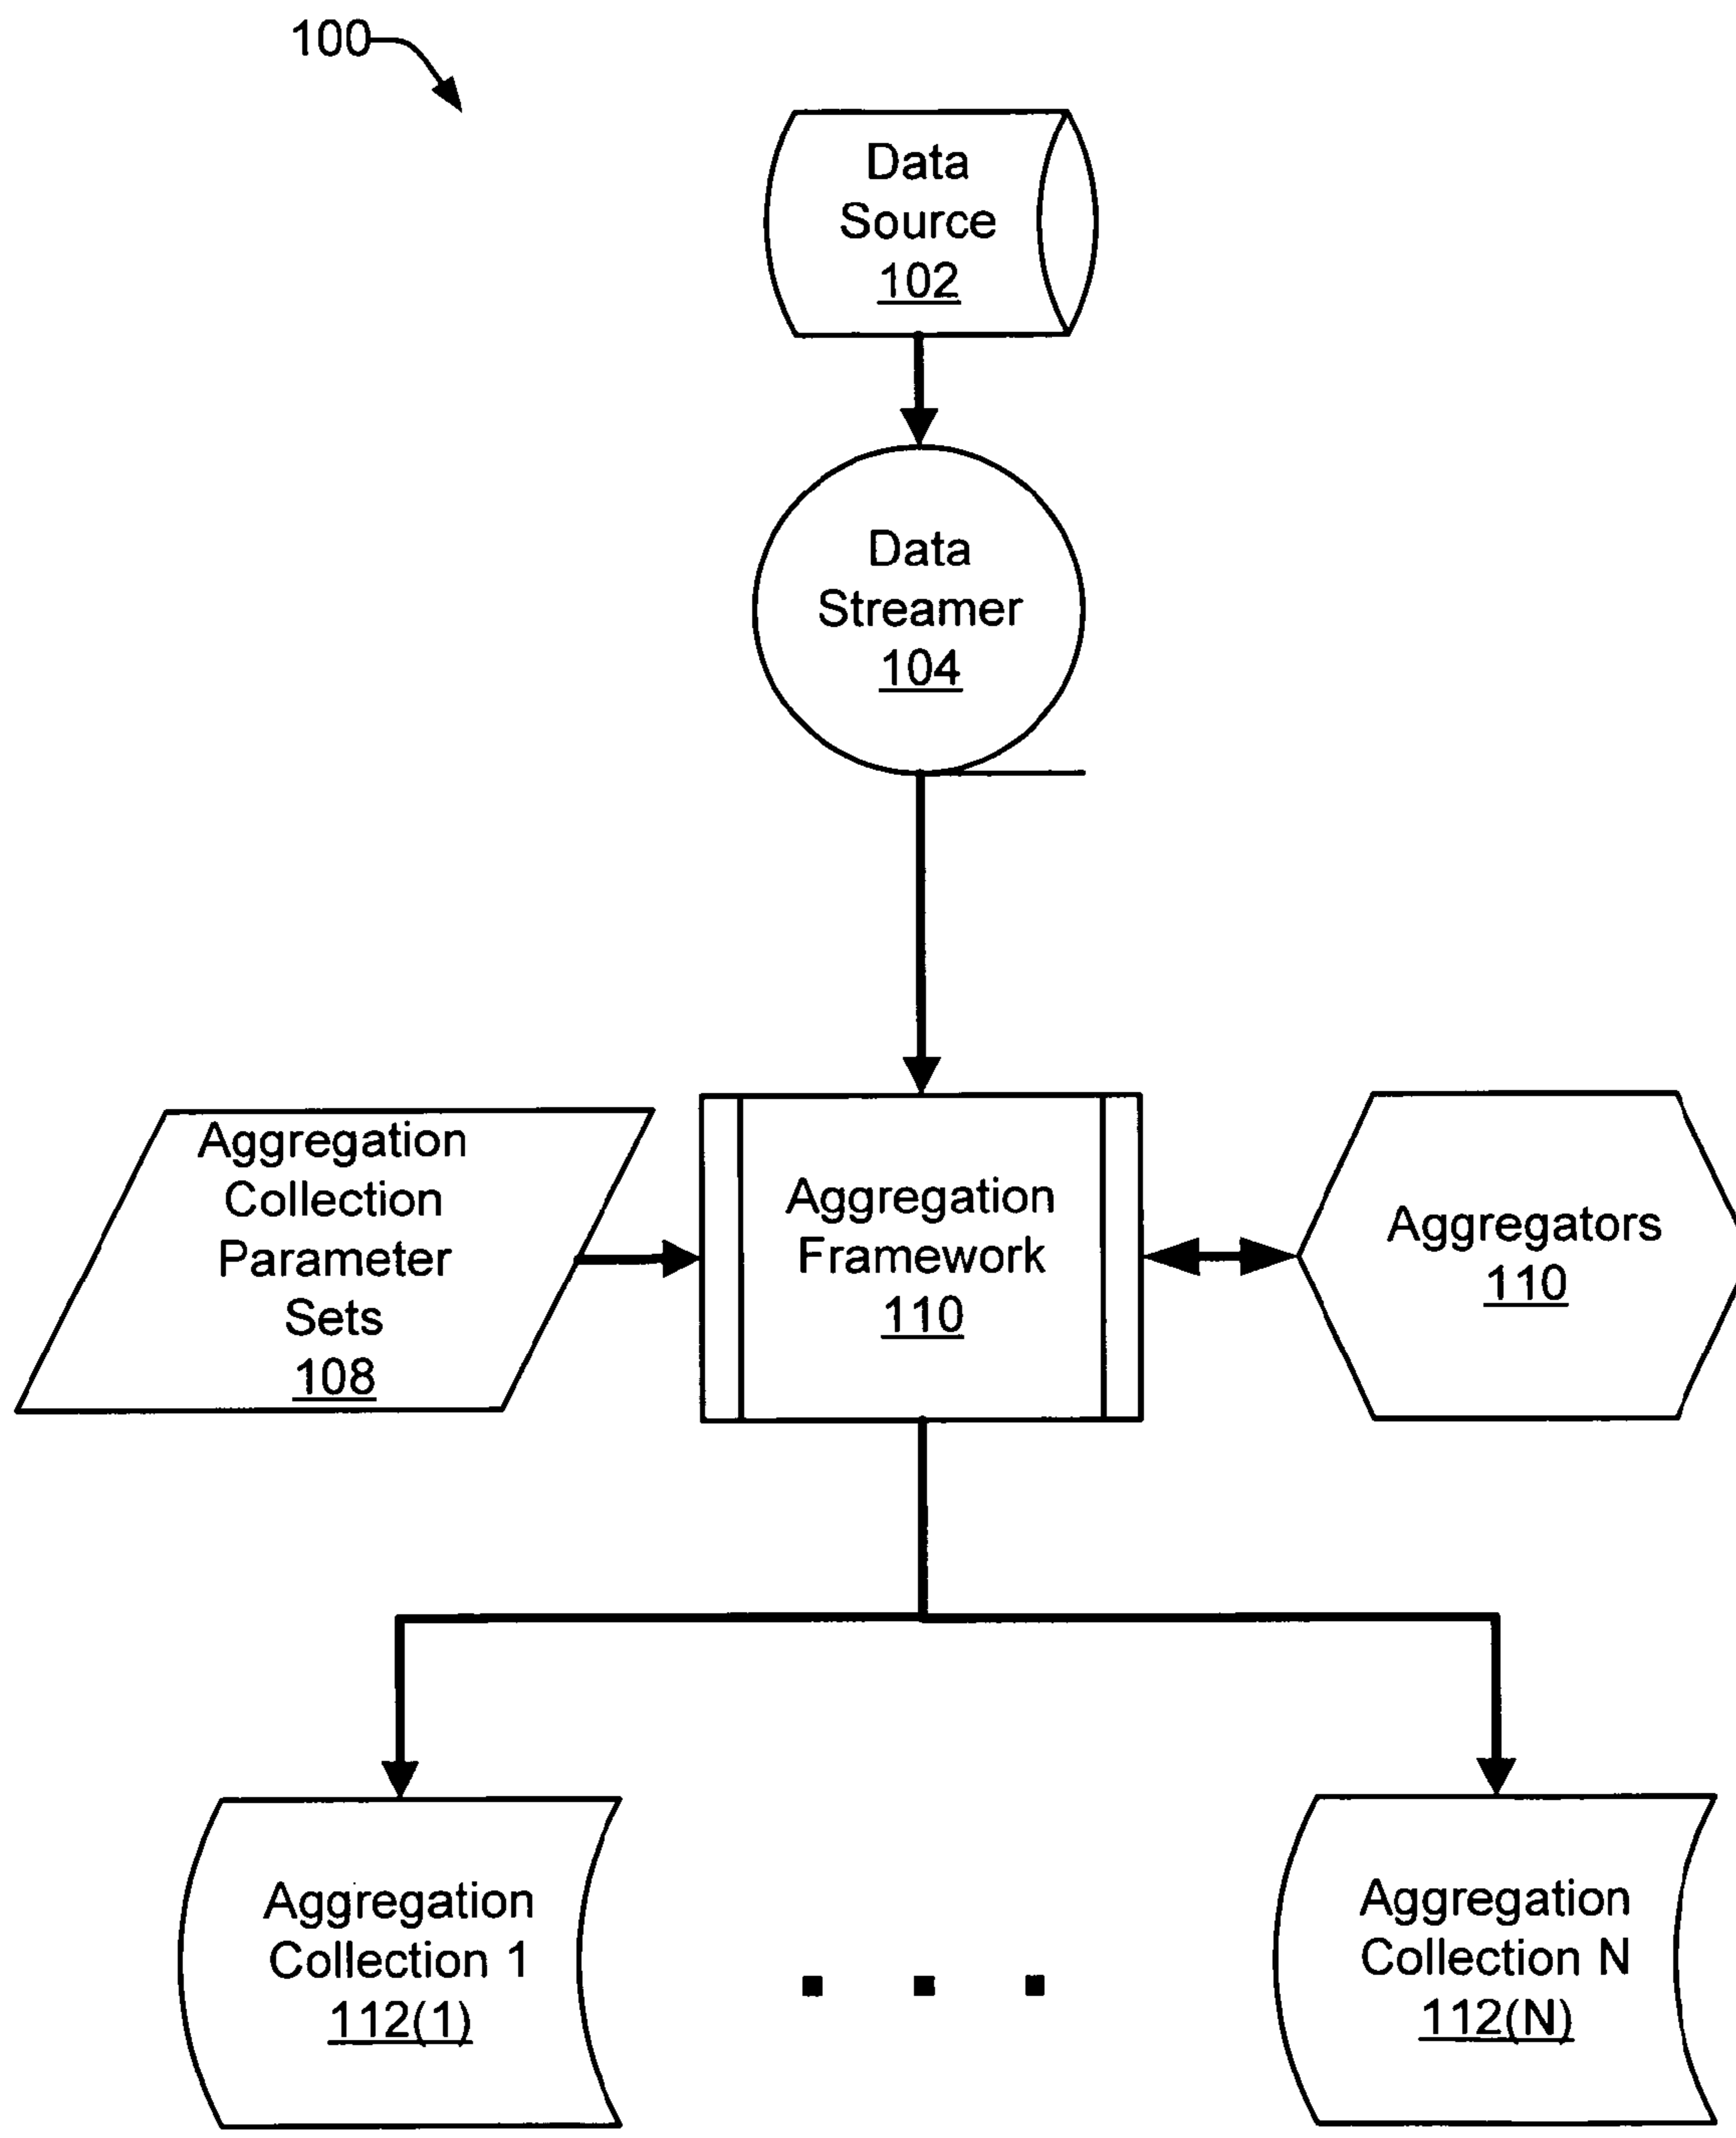 100
Data
Source
102
Data
Streamer
104
Aggregation
Collection
Parameter
Sets
108
Aggregation
Framework
110
Aggregators
110
Aggregation
Collection 1
112(1)
Aggregation
Collection N
112(N)